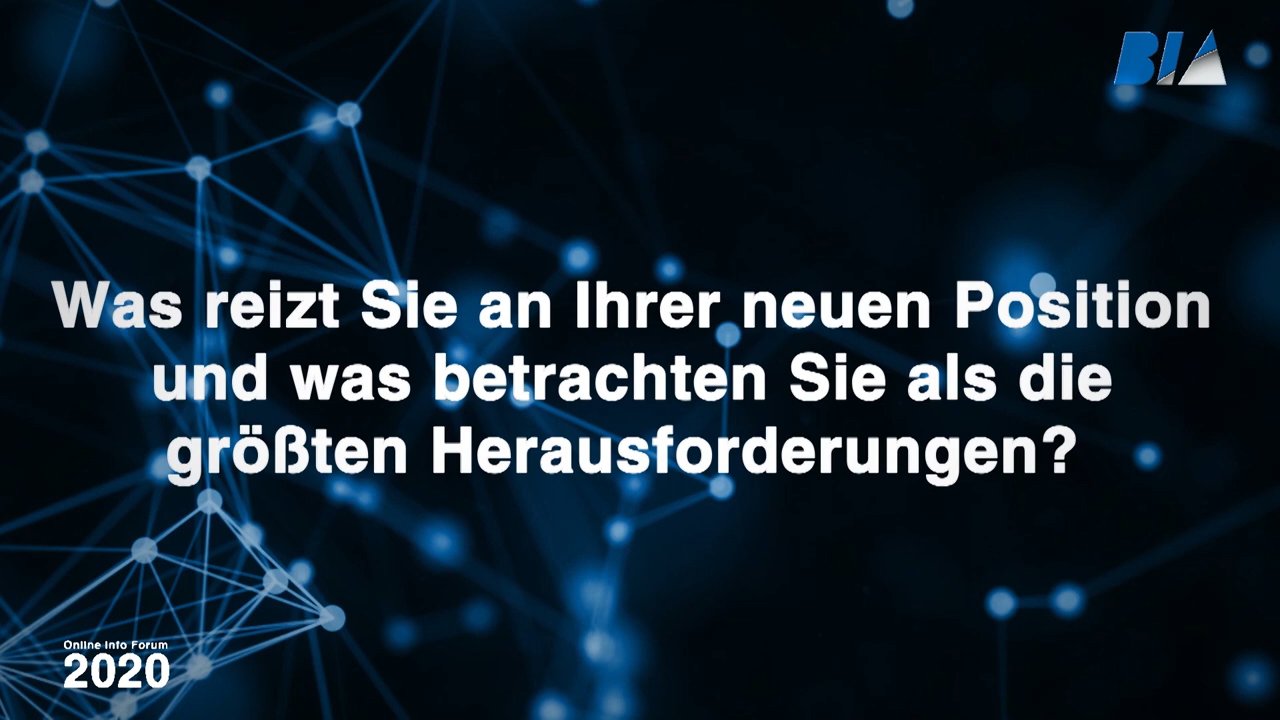 BIA
Was reizt Sie an Ihrer neuen Position
und was betrachten Sie als die
größten Herausforderungen?
Online Info Forum
2020